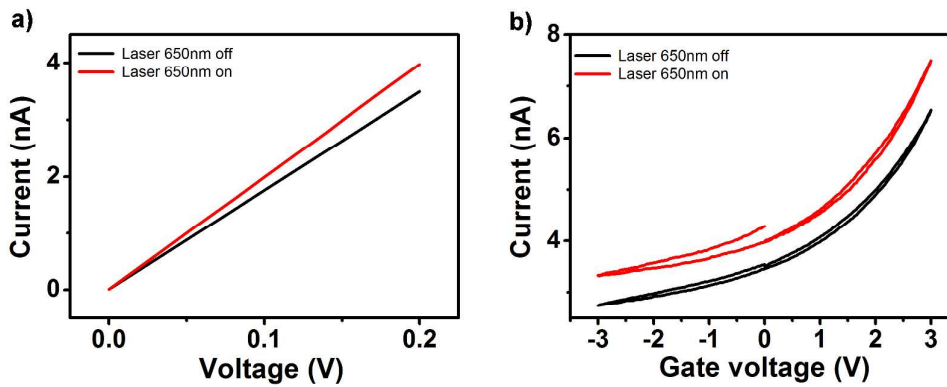 a)
Laser 650nm off
Laser 650nm on
4
2
0
Current (nA)
0.0 0.1 0.2
Voltage (V)
b)
Laser 650nm off
Laser 650nm on
8
6
4
Current (nA)
-3 -2 -1 0 1 2 3
Gate voltage (V)